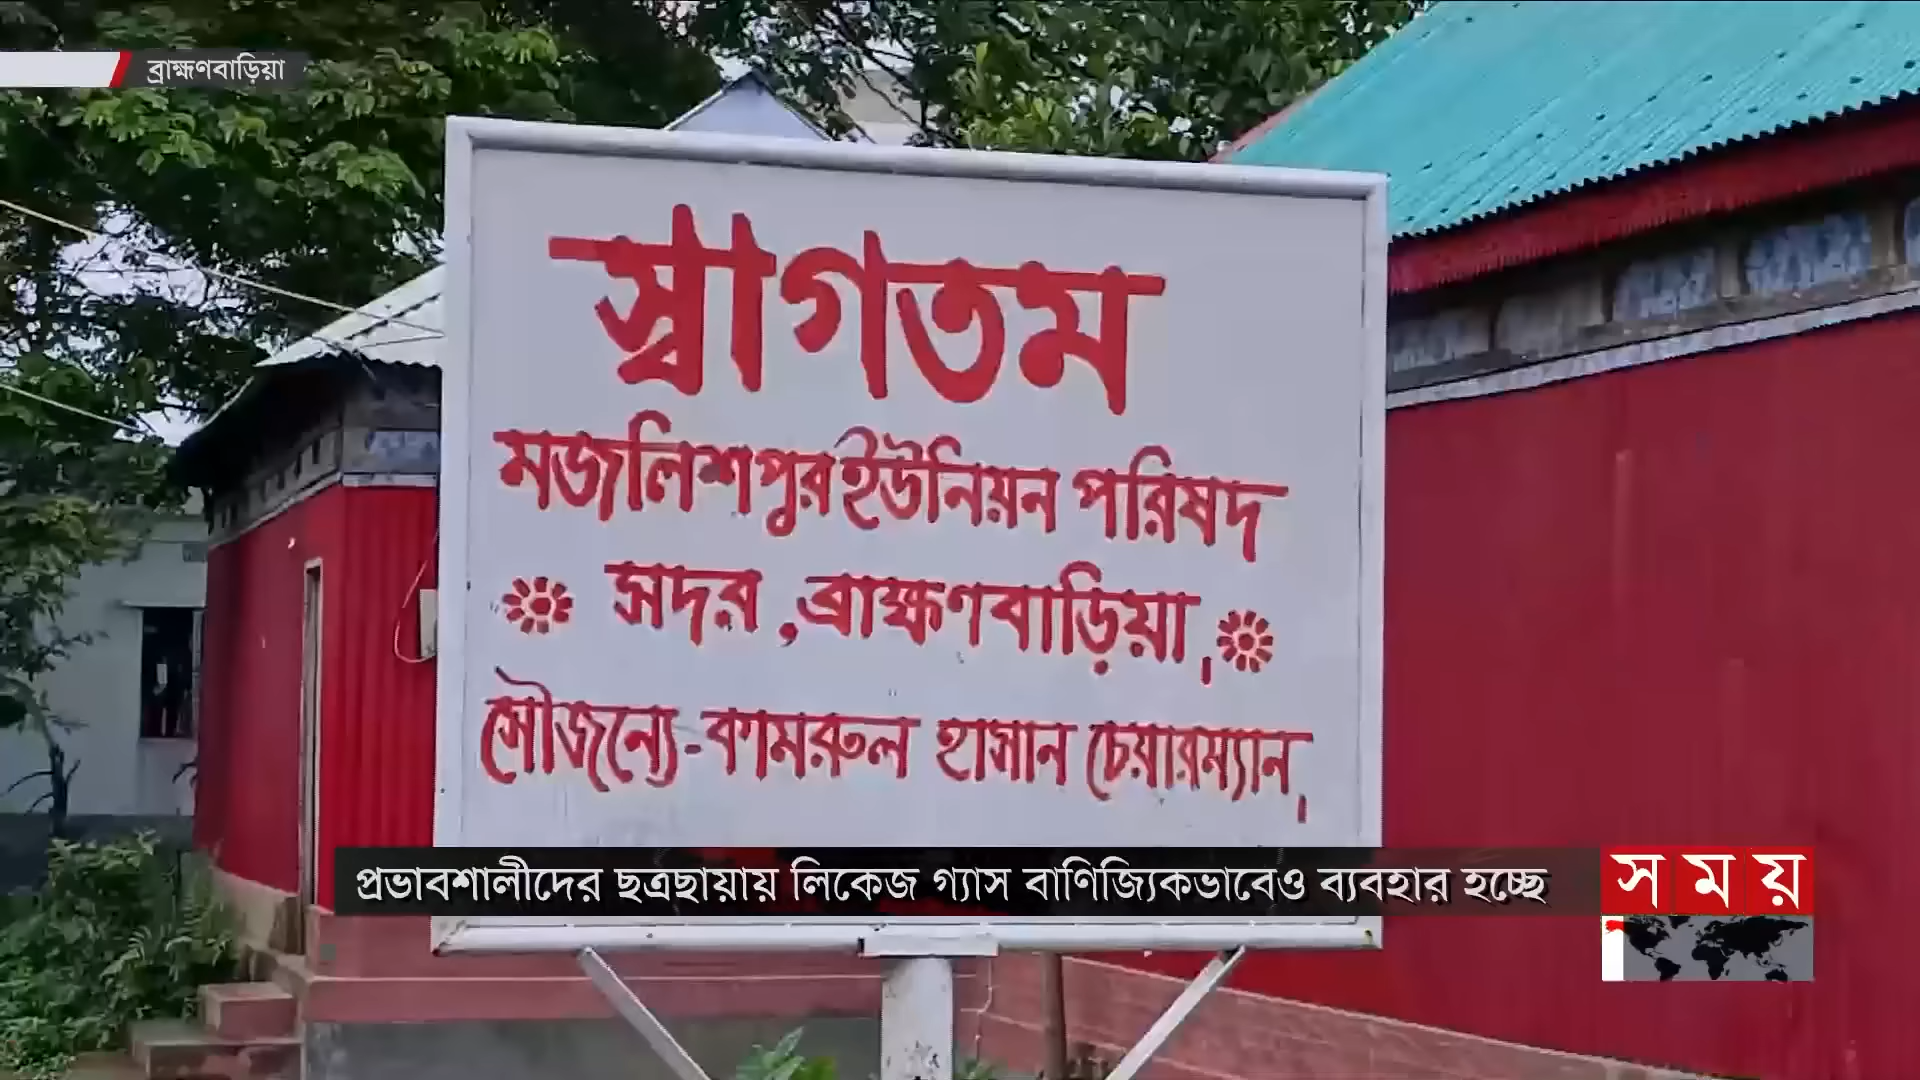 ব্রাহ্মণবাড়িয়া
স্বাগতম
মজলিশপুর ইউনিয়ন পরিষদ
সদর, ব্রাহ্মণবাড়িয়া,
সৌজন্যে-কামরুল হাসান চেয়ারম্যান,
প্রভাবশালীদের ছত্রছায়ায় লিকেজ গ্যাস বাণিজ্যিকভাবেও ব্যবহার হচ্ছে
সময়